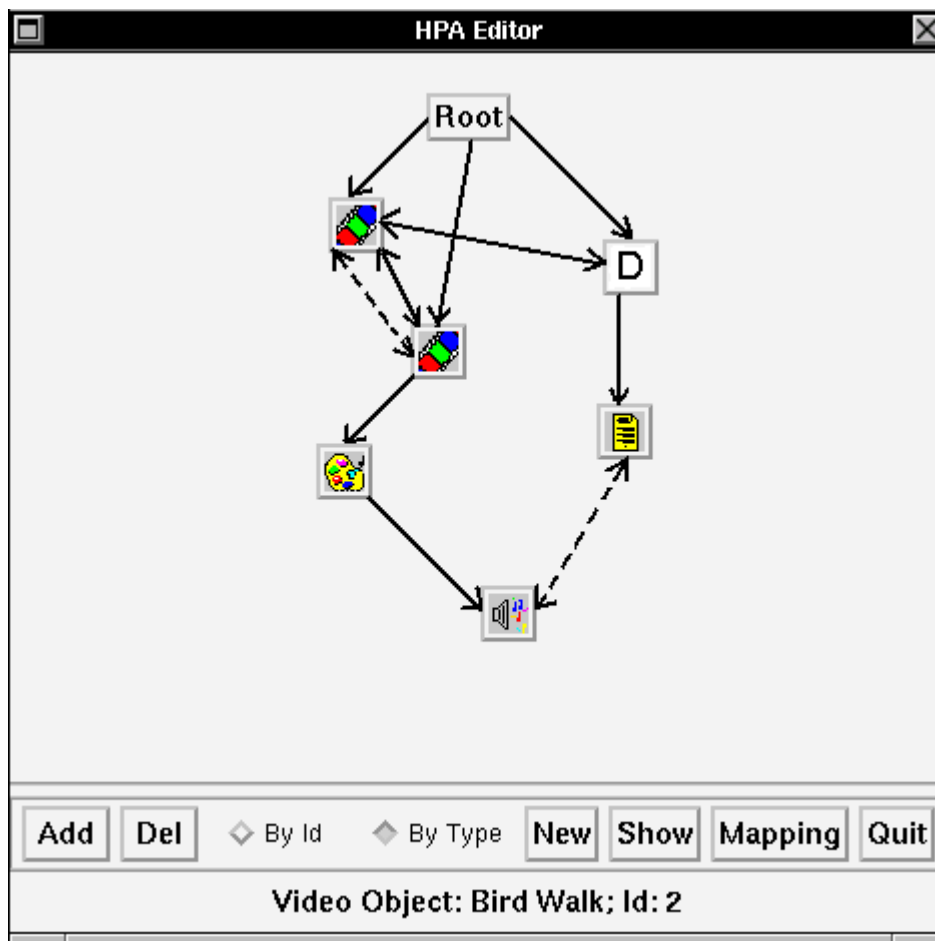 HPA Editor
Root
D
Add Del By Id By Type New Show Mapping Quit
Video Object: Bird Walk; Id: 2